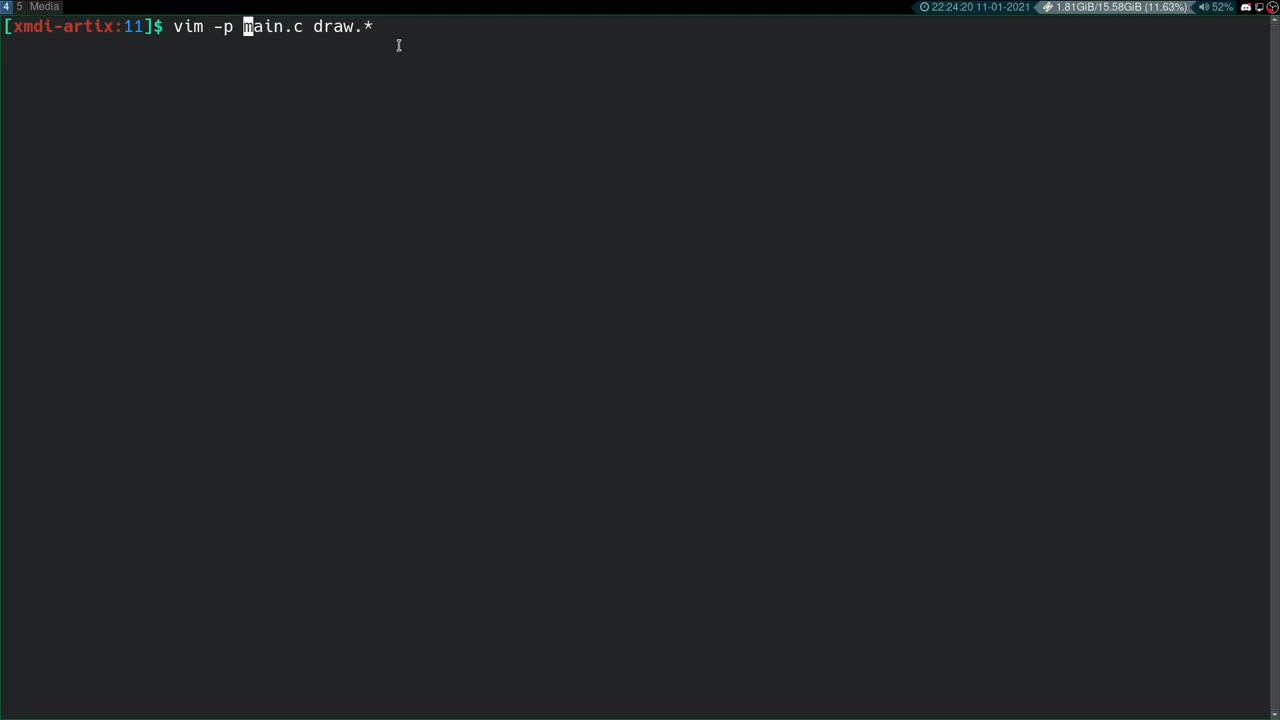 4 5 Media 22:24:20 11-01-2021 1.81GiB/15.58GiB (11.63%) 52%
[xmdi-artix:11]$ vim -p main.c draw.*